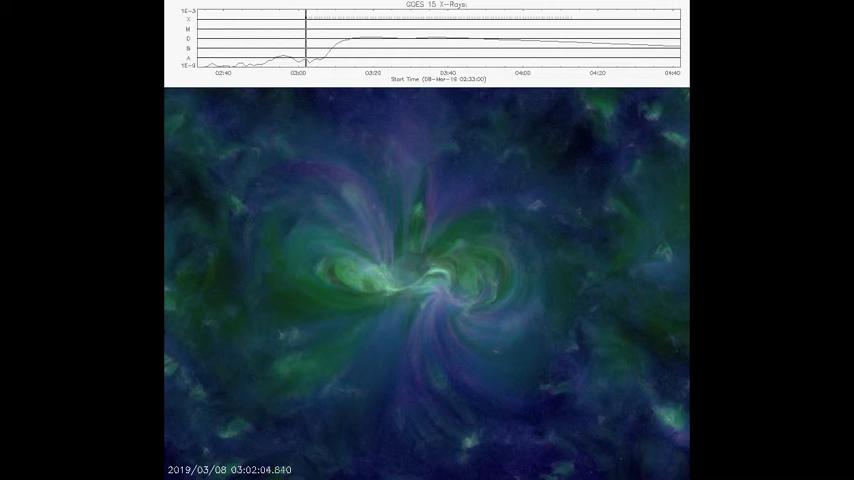 GOES 15 X-Rays:
1E-3
X
M
C
B
A
1E-9
02:40 03:00 03:20 03:40 04:00 04:20 04:40
Start Time (08-Mar-19 02:33:00)
2019/03/08 03:02:04.840